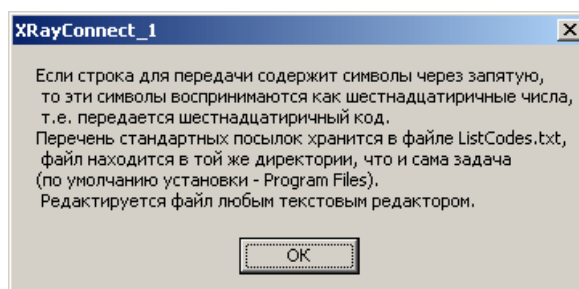 XRayConnect_1
Если строка для передачи содержит символы через запятую,
то эти символы воспринимаются как шестнадцатиричные числа,
т.е. передается шестнадцатиричный код.
Перечень стандартных посылок хранится в файле ListCodes.txt,
файл находится в той же директории, что и сама задача
(по умолчанию установки - Program Files).
Редактируется файл любым текстовым редактором.
OK